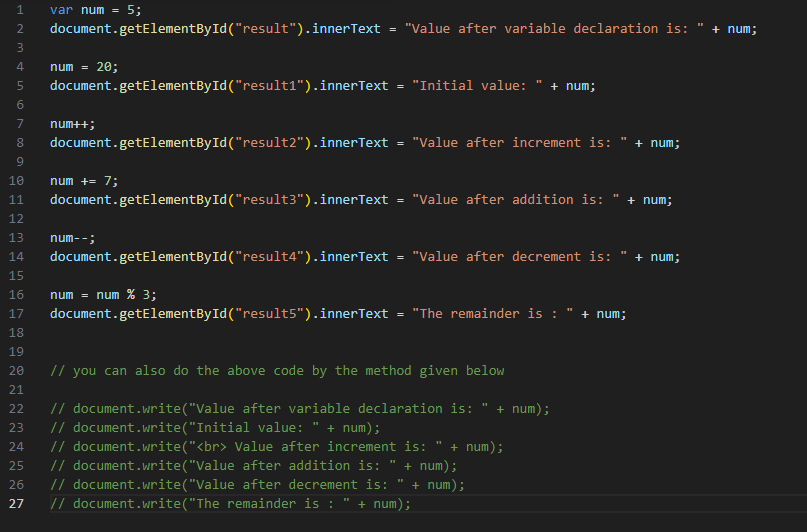 1 var num = 5;
2 document.getElementById("result").innerText = "Value after variable declaration is: " + num;
3
4 num = 20;
5 document.getElementById("result1").innerText = "Initial value: " + num;
6
7 num++;
8 document.getElementById("result2").innerText = "Value after increment is: " + num;
9
10 num += 7;
11 document.getElementById("result3").innerText = "Value after addition is: " + num;
12
13 num--;
14 document.getElementById("result4").innerText = "Value after decrement is: " + num;
15
16 num = num % 3;
17 document.getElementById("result5").innerText = "The remainder is : " + num;
18
19
20 // you can also do the above code by the method given below
21
22 // document.write("Value after variable declaration is: " + num);
23 // document.write("Initial value: " + num);
24 // document.write("<br> Value after increment is: " + num);
25 // document.write("Value after addition is: " + num);
26 // document.write("Value after decrement is: " + num);
27 // document.write("The remainder is : " + num);